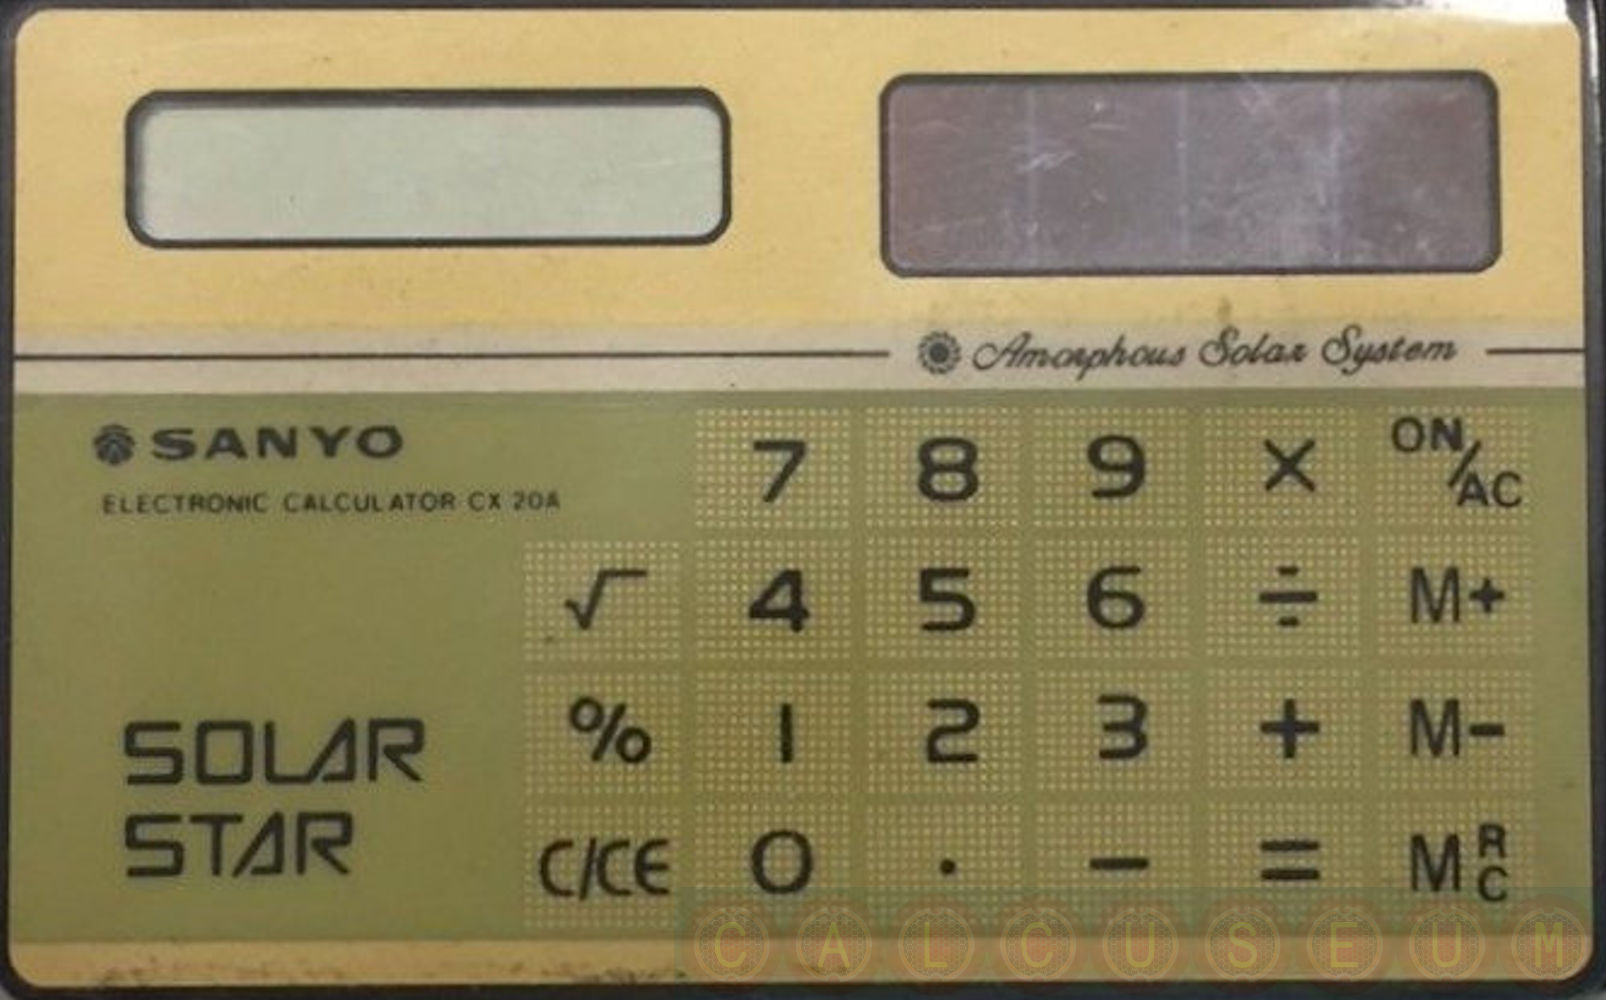 Amorphous Solar System
SANYO
ELECTRONIC CALCULATOR CX 20A
7 8 9 × ON/AC
√ 4 5 6 ÷ M+
% 1 2 3 + M-
C/CE 0 . - = M R C
SOLAR
STAR
CALCUSEUM